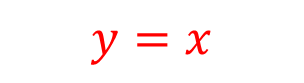 y = x